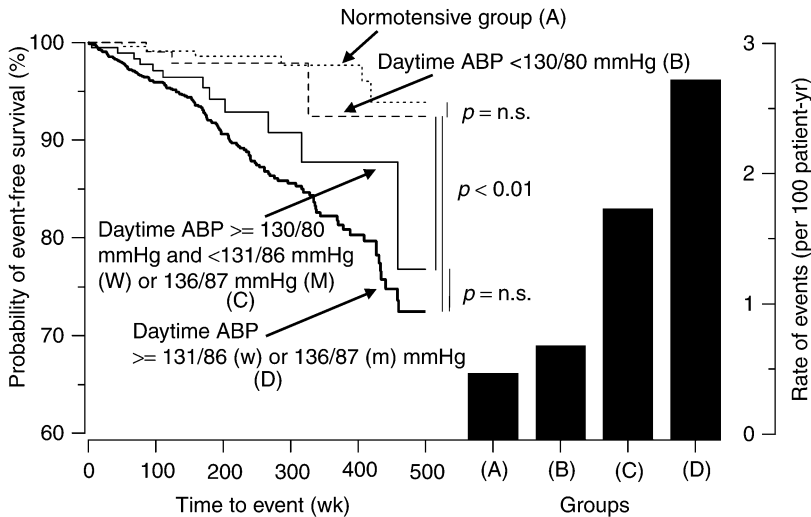 Normotensive group (A)
Daytime ABP <130/80 mmHg (B)
100
90
80
70
60
Probability of event-free survival (%)
p = n.s.
p < 0.01
p = n.s.
Daytime ABP >= 130/80
mmHg and <131/86 mmHg
(W) or 136/87 mmHg (M)
(C)
Daytime ABP
>= 131/86 (w) or 136/87 (m) mmHg
(D)
0 100 200 300 400 500
Time to event (wk)
(A) (B) (C) (D)
Groups
3
2
1
0
Rate of events (per 100 patient-yr)